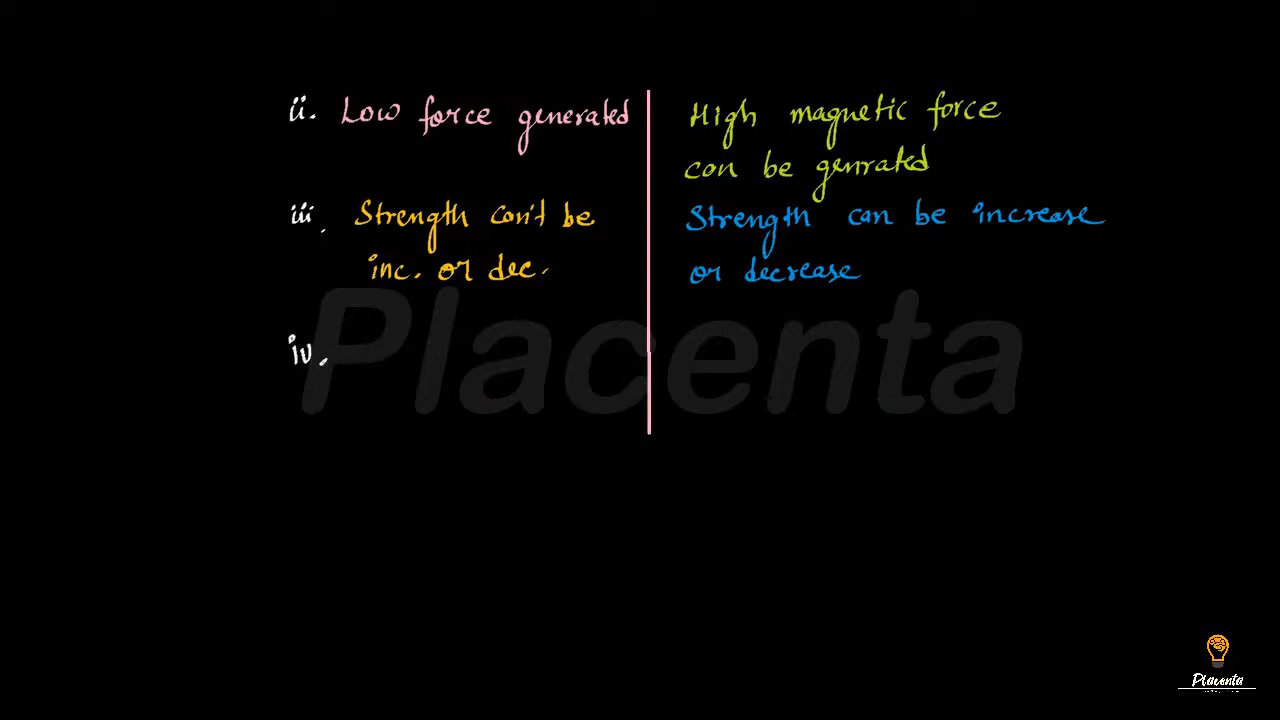 ii. Low force generated
High magnetic force
can be genrated
iii. Strength can't be
inc. or dec.
Strength can be increase
or decrease
iv.
Placenta
Placenta